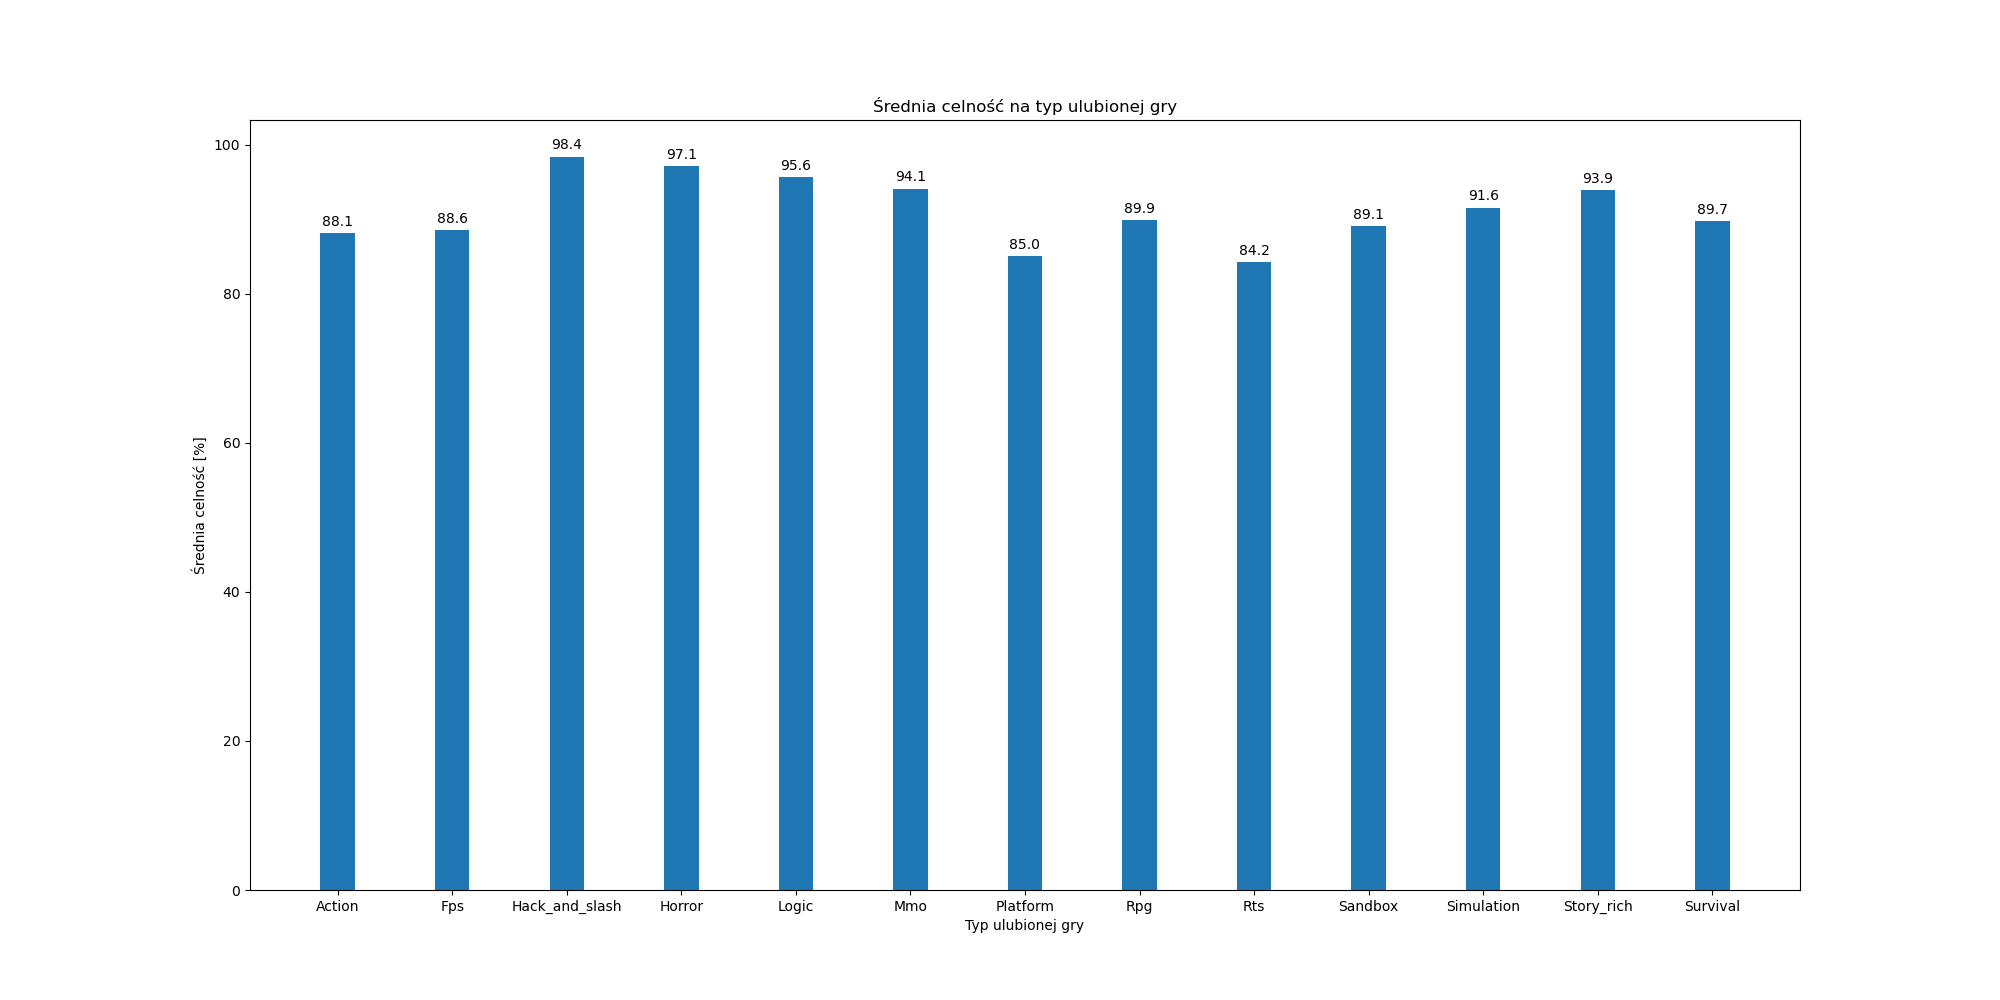 Średnia celność na typ ulubionej gry
Średnia celność [%]
100
80
60
40
20
0
88.1
88.6
98.4
97.1
95.6
94.1
85.0
89.9
84.2
89.1
91.6
93.9
89.7
Action
Fps
Hack_and_slash
Horror
Logic
Mmo
Platform
Rpg
Rts
Sandbox
Simulation
Story_rich
Survival
Typ ulubionej gry